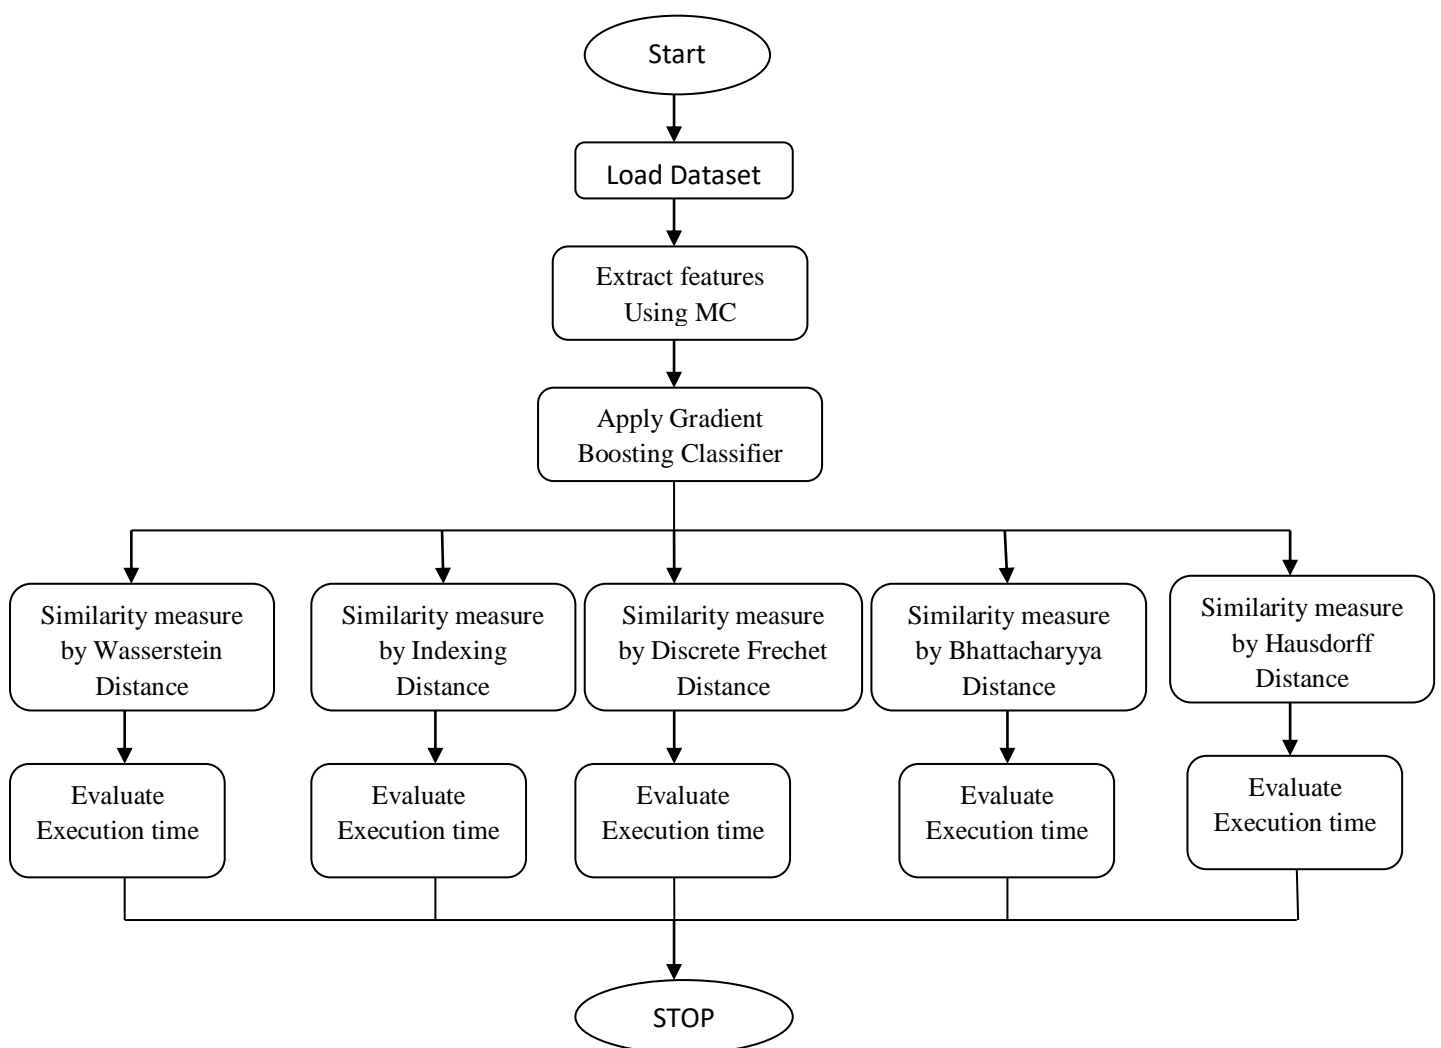 Start
Load Dataset
Extract features
Using MC
Apply Gradient
Boosting Classifier
Similarity measure
by Wasserstein
Distance
Similarity measure
by Indexing
Distance
Similarity measure
by Discrete Frechet
Distance
Similarity measure
by Bhattacharyya
Distance
Similarity measure
by Hausdorff
Distance
Evaluate
Execution time
Evaluate
Execution time
Evaluate
Execution time
Evaluate
Execution time
Evaluate
Execution time
STOP